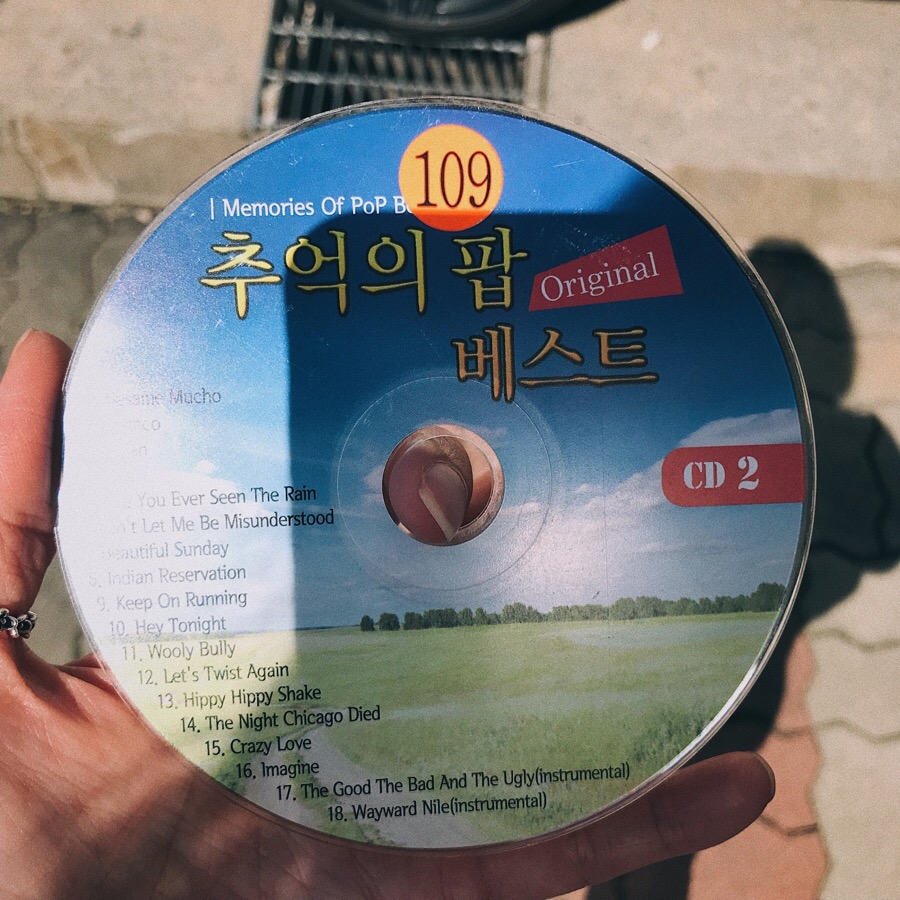 109
| Memories Of PoP
추억의 팝
Original
베스트
CD 2
Mucho
You Ever Seen The Rain
Let Me Be Misunderstood
Beautiful Sunday
8. Indian Reservation
9. Keep On Running
10. Hey Tonight
11. Wooly Bully
12. Let's Twist Again
13. Hippy Hippy Shake
14. The Night Chicago Died
15. Crazy Love
16. Imagine
17. The Good The Bad And The Ugly(instrumental)
18. Wayward Nile(instrumental)